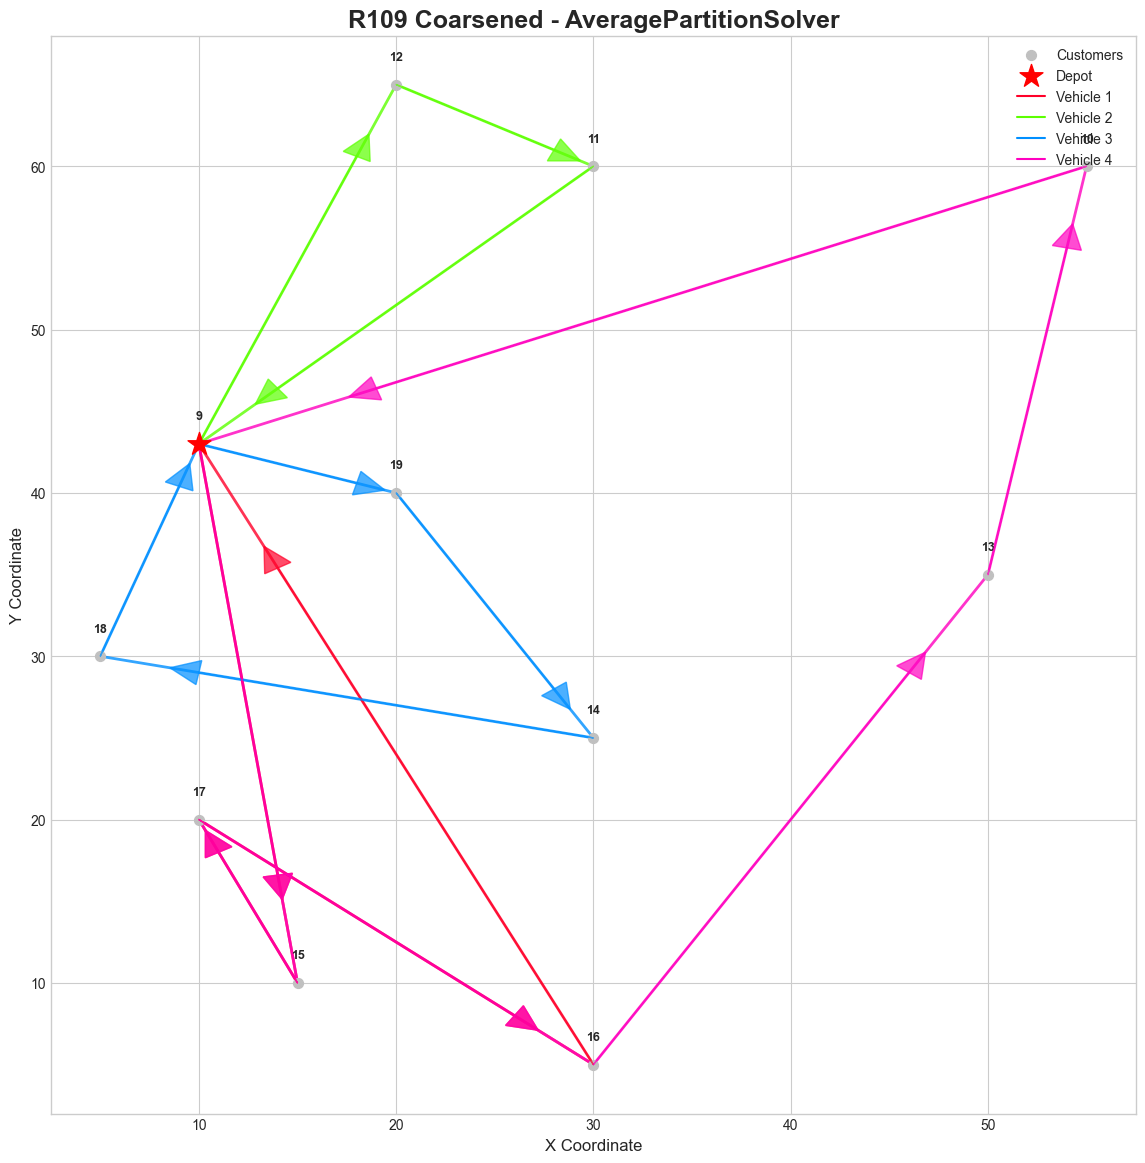 R109 Coarsened - AveragePartitionSolver
Customers
Depot
Vehicle 1
Vehicle 2
Vehicle 3
Vehicle 4
12
11
10
9
19
13
18
14
17
15
16
60
50
40
30
20
10
Y Coordinate
10
20
30
40
50
X Coordinate